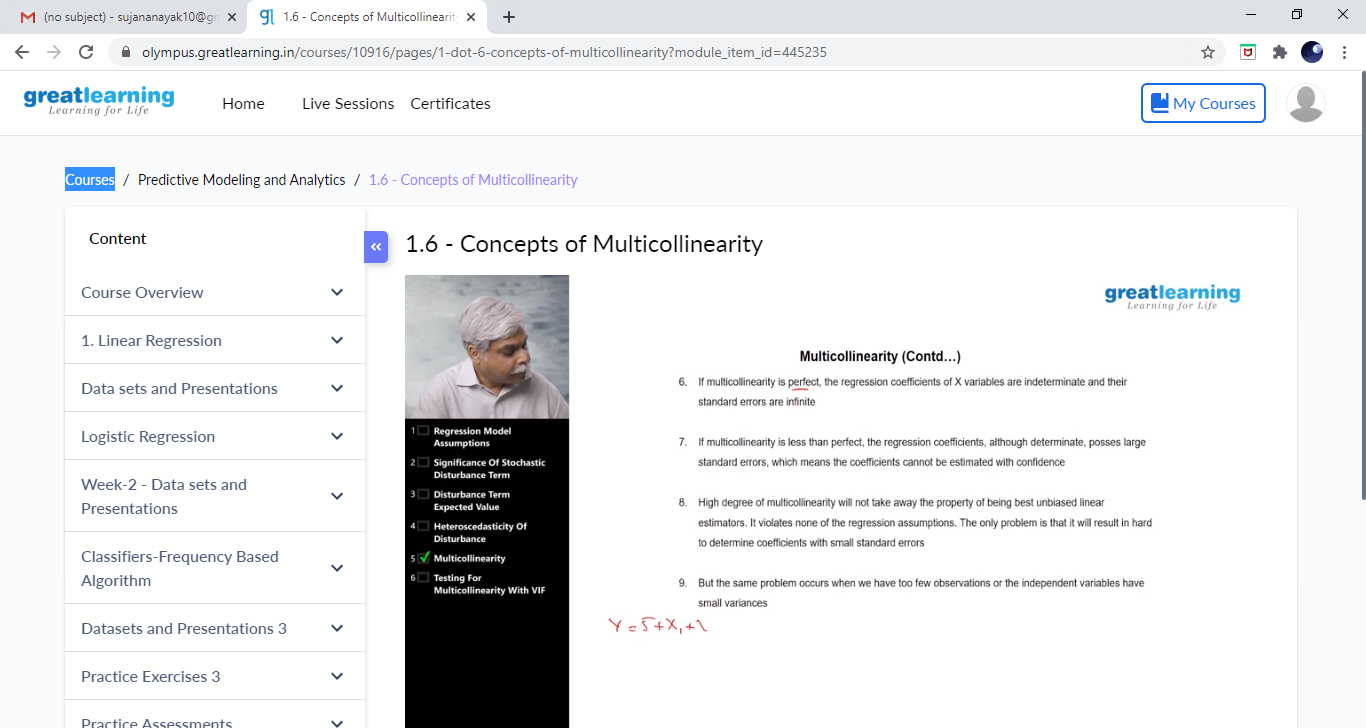 (no subject) - sujananayak10@gr
1.6 - Concepts of Multicollinearit
olympus.greatlearning.in/courses/10916/pages/1-dot-6-concepts-of-multicollinearity?module_item_id=445235
greatlearning
Learning for Life
Home
Live Sessions
Certificates
My Courses
Courses / Predictive Modeling and Analytics / 1.6 - Concepts of Multicollinearity
Content
Course Overview
1. Linear Regression
Data sets and Presentations
Logistic Regression
Week-2 - Data sets and
Presentations
Classifiers-Frequency Based
Algorithm
Datasets and Presentations 3
Practice Exercises 3
Practice Assessments
1.6 - Concepts of Multicollinearity
1 Regression Model
Assumptions
2 Significance Of Stochastic
Disturbance Term
3 Disturbance Term
Expected Value
4 Heteroscedasticity Of
Disturbance
5 Multicollinearity
6 Testing For
Multicollinearity With VIF
greatlearning
Learning for Life
Multicollinearity (Contd...)
6. If multicollinearity is perfect, the regression coefficients of X variables are indeterminate and their
standard errors are infinite
7. If multicollinearity is less than perfect, the regression coefficients, although determinate, posses large
standard errors, which means the coefficients cannot be estimated with confidence
8. High degree of multicollinearity will not take away the property of being best unbiased linear
estimators. It violates none of the regression assumptions. The only problem is that it will result in hard
to determine coefficients with small standard errors
9. But the same problem occurs when we have too few observations or the independent variables have
small variances
Y = 5 + X₁ +